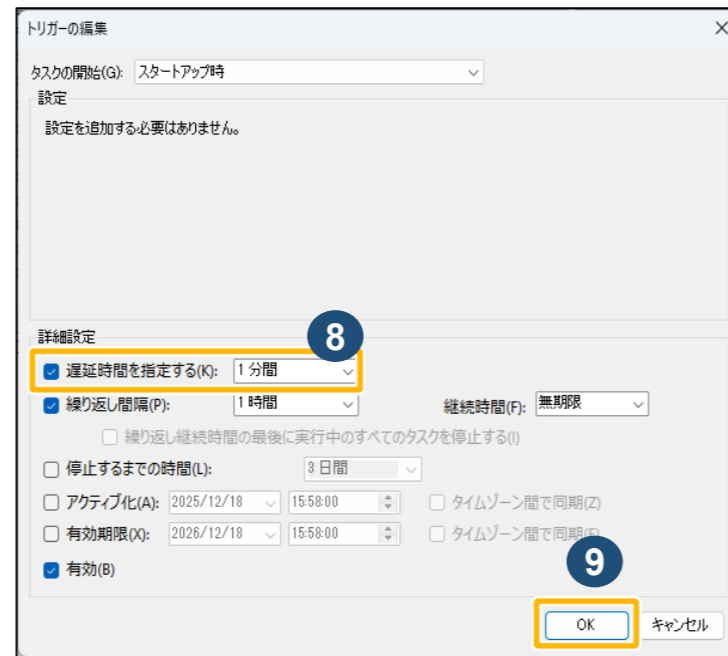 トリガーの編集
タスクの開始(G): スタートアップ時
設定
設定を追加する必要はありません。
詳細設定
8
遅延時間を指定する(K): 1 分間
繰り返し間隔(P): 1 時間 継続時間(F): 無期限
繰り返し継続時間の最後に実行中のすべてのタスクを停止する(I)
停止するまでの時間(L): 3 日間
アクティブ化(A): 2025/12/18 15:58:00 タイムゾーン間で同期(Z)
有効期限(X): 2026/12/18 15:58:00 タイムゾーン間で同期(E)
有効(B)
9
OK キャンセル